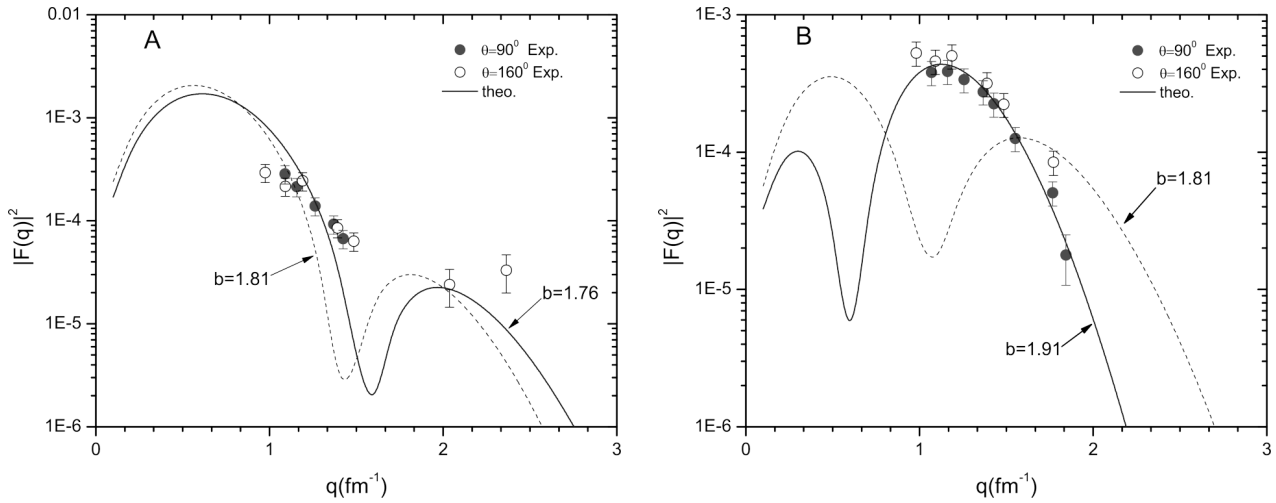 A
θ=90⁰ Exp.
θ=160⁰ Exp.
theo.
0.01
1E-3
1E-4
1E-5
1E-6
|F(q)|²
b=1.81
b=1.76
0
1
2
3
q(fm⁻¹)
B
θ=90⁰ Exp.
θ=160⁰ Exp.
theo.
1E-3
1E-4
1E-5
1E-6
|F(q)|²
b=1.81
b=1.91
0
1
2
3
q(fm⁻¹)